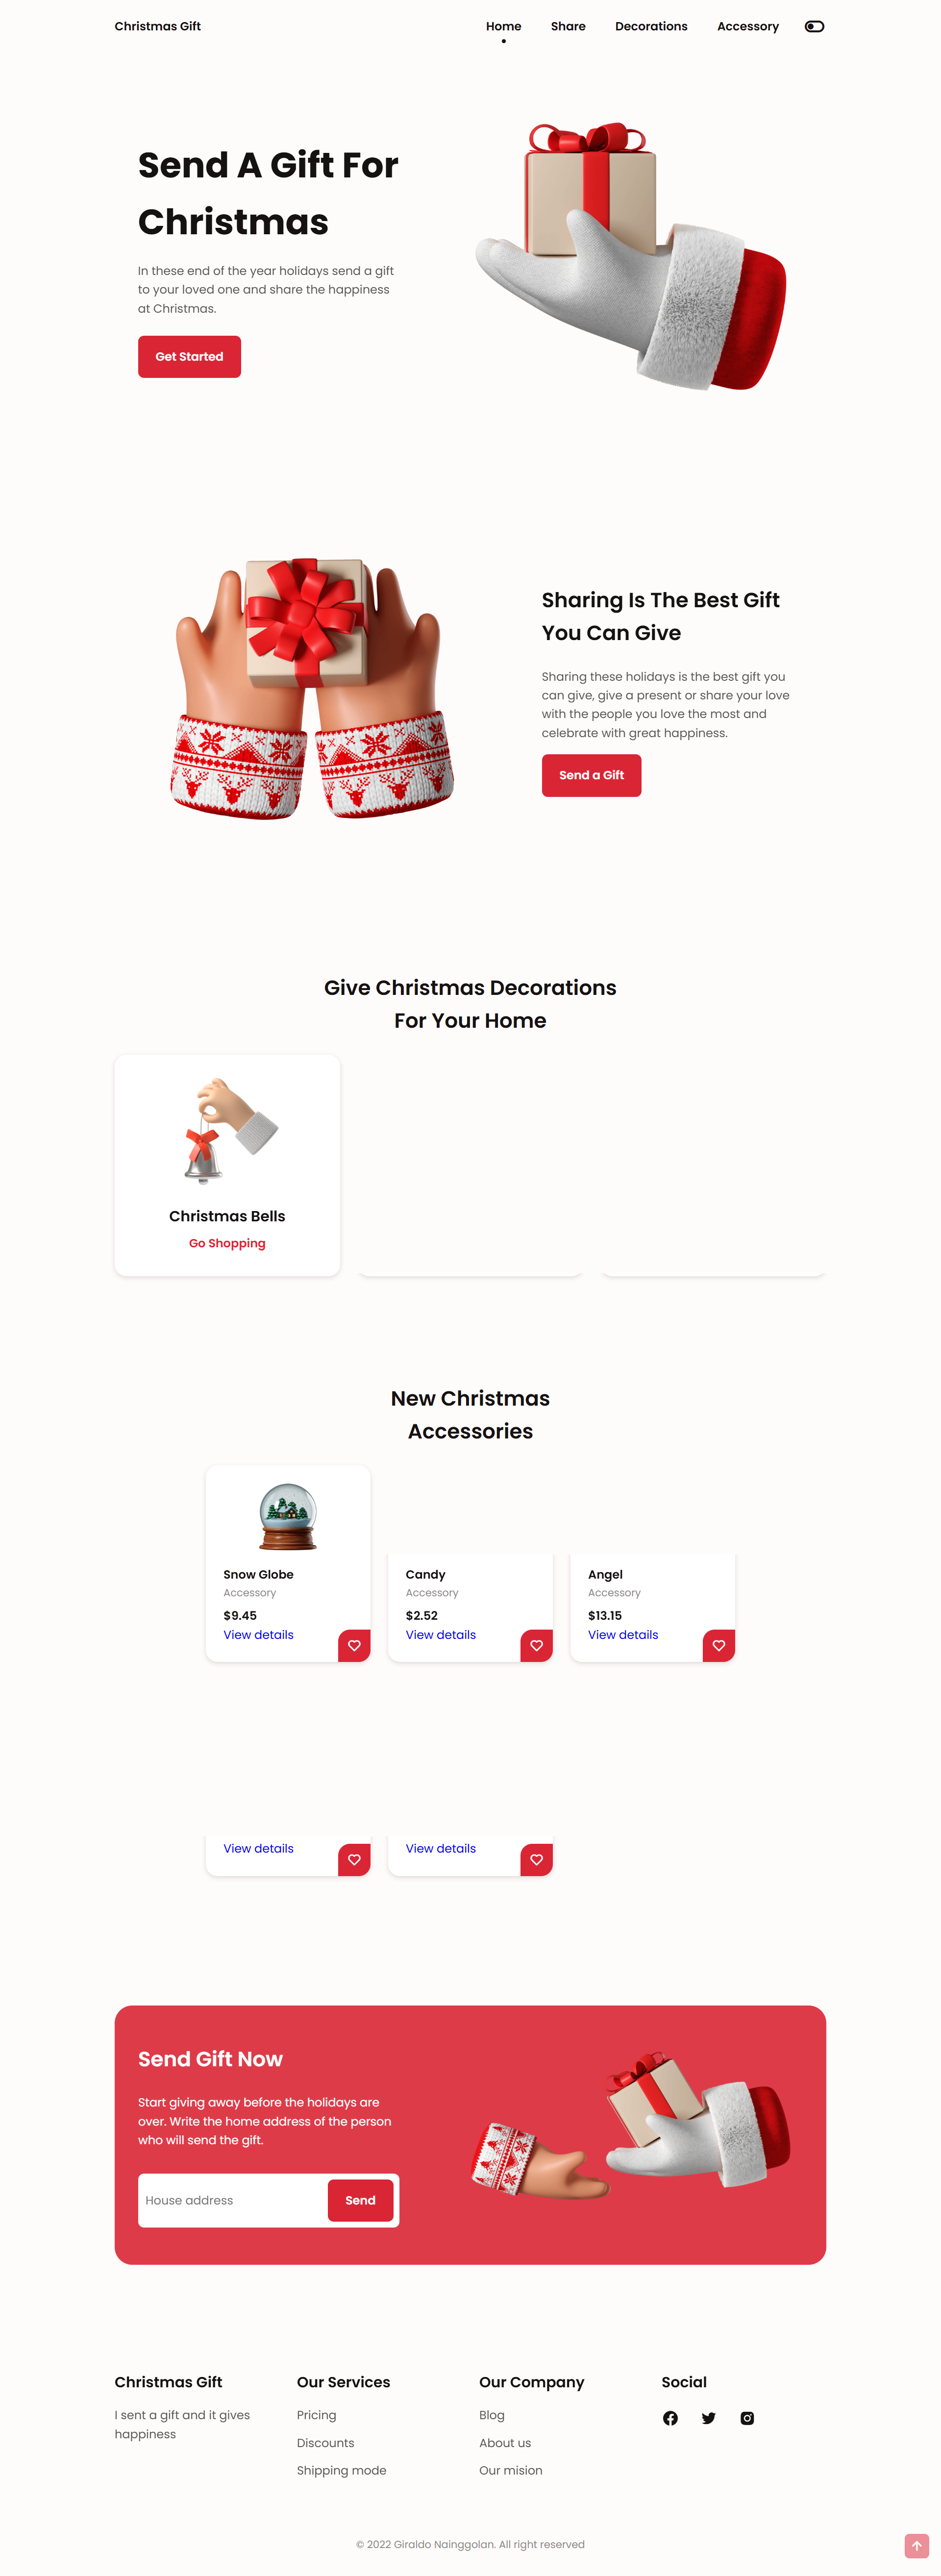 Christmas Gift
Home Share Decorations Accessory
Send A Gift For
Christmas
In these end of the year holidays send a gift
to your loved one and share the happiness
at Christmas.
Get Started
Sharing Is The Best Gift
You Can Give
Sharing these holidays is the best gift you
can give, give a present or share your love
with the people you love the most and
celebrate with great happiness.
Send a Gift
Give Christmas Decorations
For Your Home
Christmas Bells
Go Shopping
New Christmas
Accessories
Snow Globe
Accessory
$9.45
View details
Candy
Accessory
$2.52
View details
Angel
Accessory
$13.15
View details
View details
View details
Send Gift Now
Start giving away before the holidays are
over. Write the home address of the person
who will send the gift.
House address
Send
Christmas Gift
I sent a gift and it gives
happiness
Our Services
Pricing
Discounts
Shipping mode
Our Company
Blog
About us
Our mision
Social
© 2022 Giraldo Nainggolan. All right reserved